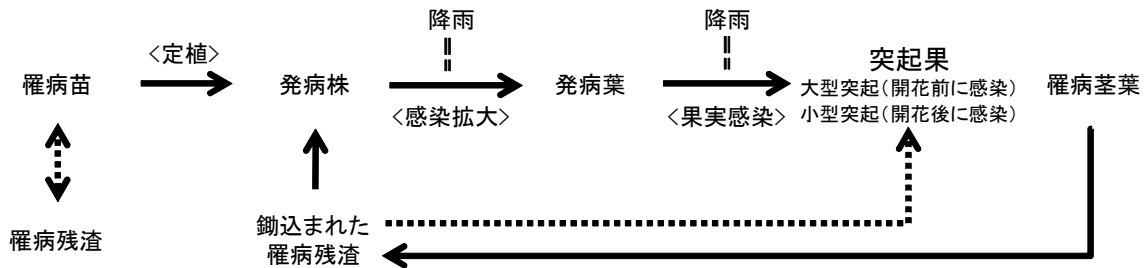 降雨
降雨
<定植>
罹病苗
発病株
発病葉
突起果
大型突起(開花前に感染)
小型突起(開花後に感染)
罹病茎葉
<感染拡大>
<果実感染>
罹病残渣
鋤込まれた
罹病残渣